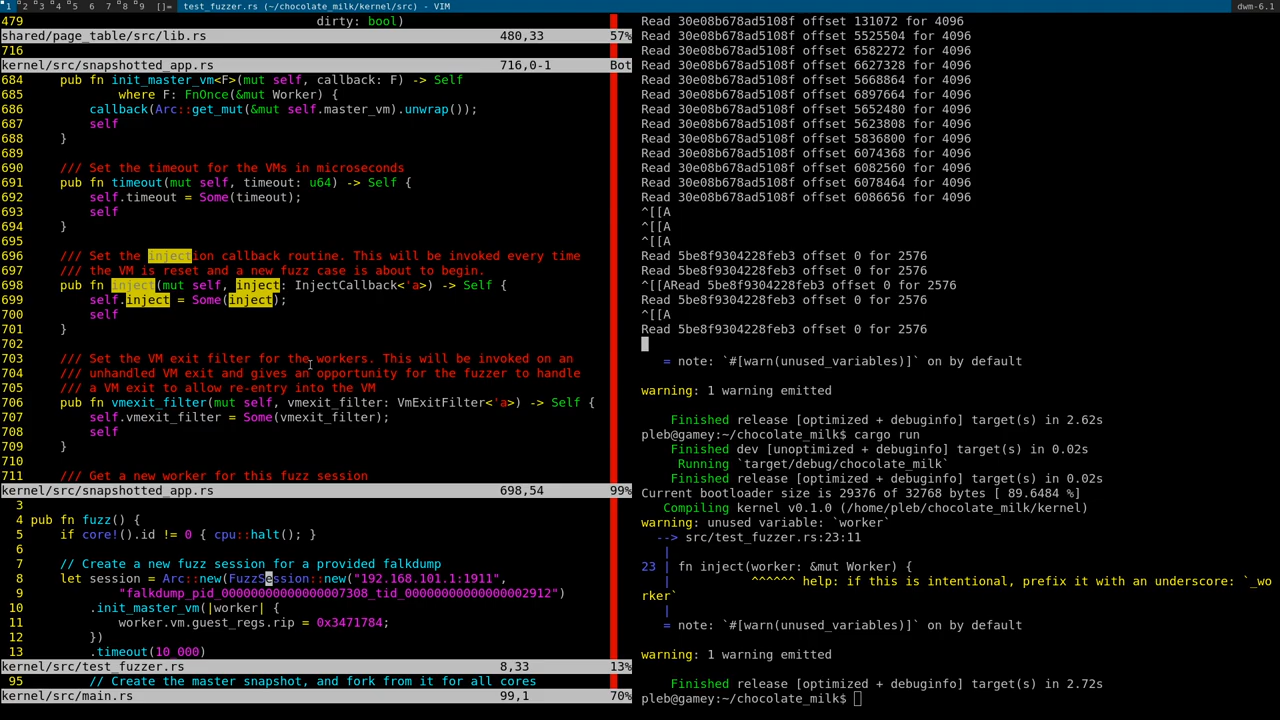 1 2 3 4 5 6 7 8 9 []= test_fuzzer.rs (~/chocolate_milk/kernel/src) - VIM dwm-6.1
479 dirty: bool)
shared/page_table/src/lib.rs 480,33 57%
716
kernel/src/snapshotted_app.rs 716,0-1 Bot
684 pub fn init_master_vm<F>(mut self, callback: F) -> Self
685 where F: FnOnce(&mut Worker) {
686 callback(Arc::get_mut(&mut self.master_vm).unwrap());
687 self
688 }
689
690 /// Set the timeout for the VMs in microseconds
691 pub fn timeout(mut self, timeout: u64) -> Self {
692 self.timeout = Some(timeout);
693 self
694 }
695
696 /// Set the injection callback routine. This will be invoked every time
697 /// the VM is reset and a new fuzz case is about to begin.
698 pub fn inject(mut self, inject: InjectCallback<'a>) -> Self {
699 self.inject = Some(inject);
700 self
701 }
702
703 /// Set the VM exit filter for the workers. This will be invoked on an
704 /// unhandled VM exit and gives an opportunity for the fuzzer to handle
705 /// a VM exit to allow re-entry into the VM
706 pub fn vmexit_filter(mut self, vmexit_filter: VmExitFilter<'a>) -> Self {
707 self.vmexit_filter = Some(vmexit_filter);
708 self
709 }
710
711 /// Get a new worker for this fuzz session
kernel/src/snapshotted_app.rs 698,54 99%
3
4 pub fn fuzz() {
5 if core!().id != 0 { cpu::halt(); }
6
7 // Create a new fuzz session for a provided falkdump
8 let session = Arc::new(FuzzSession::new("192.168.101.1:1911",
9 "falkdump_pid_00000000000000007308_tid_00000000000000002912")
10 .init_master_vm(|worker| {
11 worker.vm.guest_regs.rip = 0x3471784;
12 })
13 .timeout(10_000)
kernel/src/test_fuzzer.rs 8,33 13%
95 // Create the master snapshot, and fork from it for all cores
kernel/src/main.rs 99,1 70%
Read 30e08b678ad5108f offset 131072 for 4096
Read 30e08b678ad5108f offset 5525504 for 4096
Read 30e08b678ad5108f offset 6582272 for 4096
Read 30e08b678ad5108f offset 6627328 for 4096
Read 30e08b678ad5108f offset 5668864 for 4096
Read 30e08b678ad5108f offset 6897664 for 4096
Read 30e08b678ad5108f offset 5652480 for 4096
Read 30e08b678ad5108f offset 5623808 for 4096
Read 30e08b678ad5108f offset 5836800 for 4096
Read 30e08b678ad5108f offset 6074368 for 4096
Read 30e08b678ad5108f offset 6082560 for 4096
Read 30e08b678ad5108f offset 6078464 for 4096
Read 30e08b678ad5108f offset 6086656 for 4096
^[[A
^[[A
^[[A
Read 5be8f9304228feb3 offset 0 for 2576
Read 5be8f9304228feb3 offset 0 for 2576
^[[ARead 5be8f9304228feb3 offset 0 for 2576
Read 5be8f9304228feb3 offset 0 for 2576
^[[A
Read 5be8f9304228feb3 offset 0 for 2576
= note: `#[warn(unused_variables)]` on by default
warning: 1 warning emitted
Finished release [optimized + debuginfo] target(s) in 2.62s
pleb@gamey:~/chocolate_milk$ cargo run
Finished dev [unoptimized + debuginfo] target(s) in 0.02s
Running `target/debug/chocolate_milk`
Finished release [optimized + debuginfo] target(s) in 0.02s
Current bootloader size is 29376 of 32768 bytes [ 89.6484 %]
Compiling kernel v0.1.0 (/home/pleb/chocolate_milk/kernel)
warning: unused variable: `worker`
--> src/test_fuzzer.rs:23:11
|
23 | fn inject(worker: &mut Worker) {
| ^^^^^^ help: if this is intentional, prefix it with an underscore: `_wo
rker`
|
= note: `#[warn(unused_variables)]` on by default
warning: 1 warning emitted
Finished release [optimized + debuginfo] target(s) in 2.72s
pleb@gamey:~/chocolate_milk$